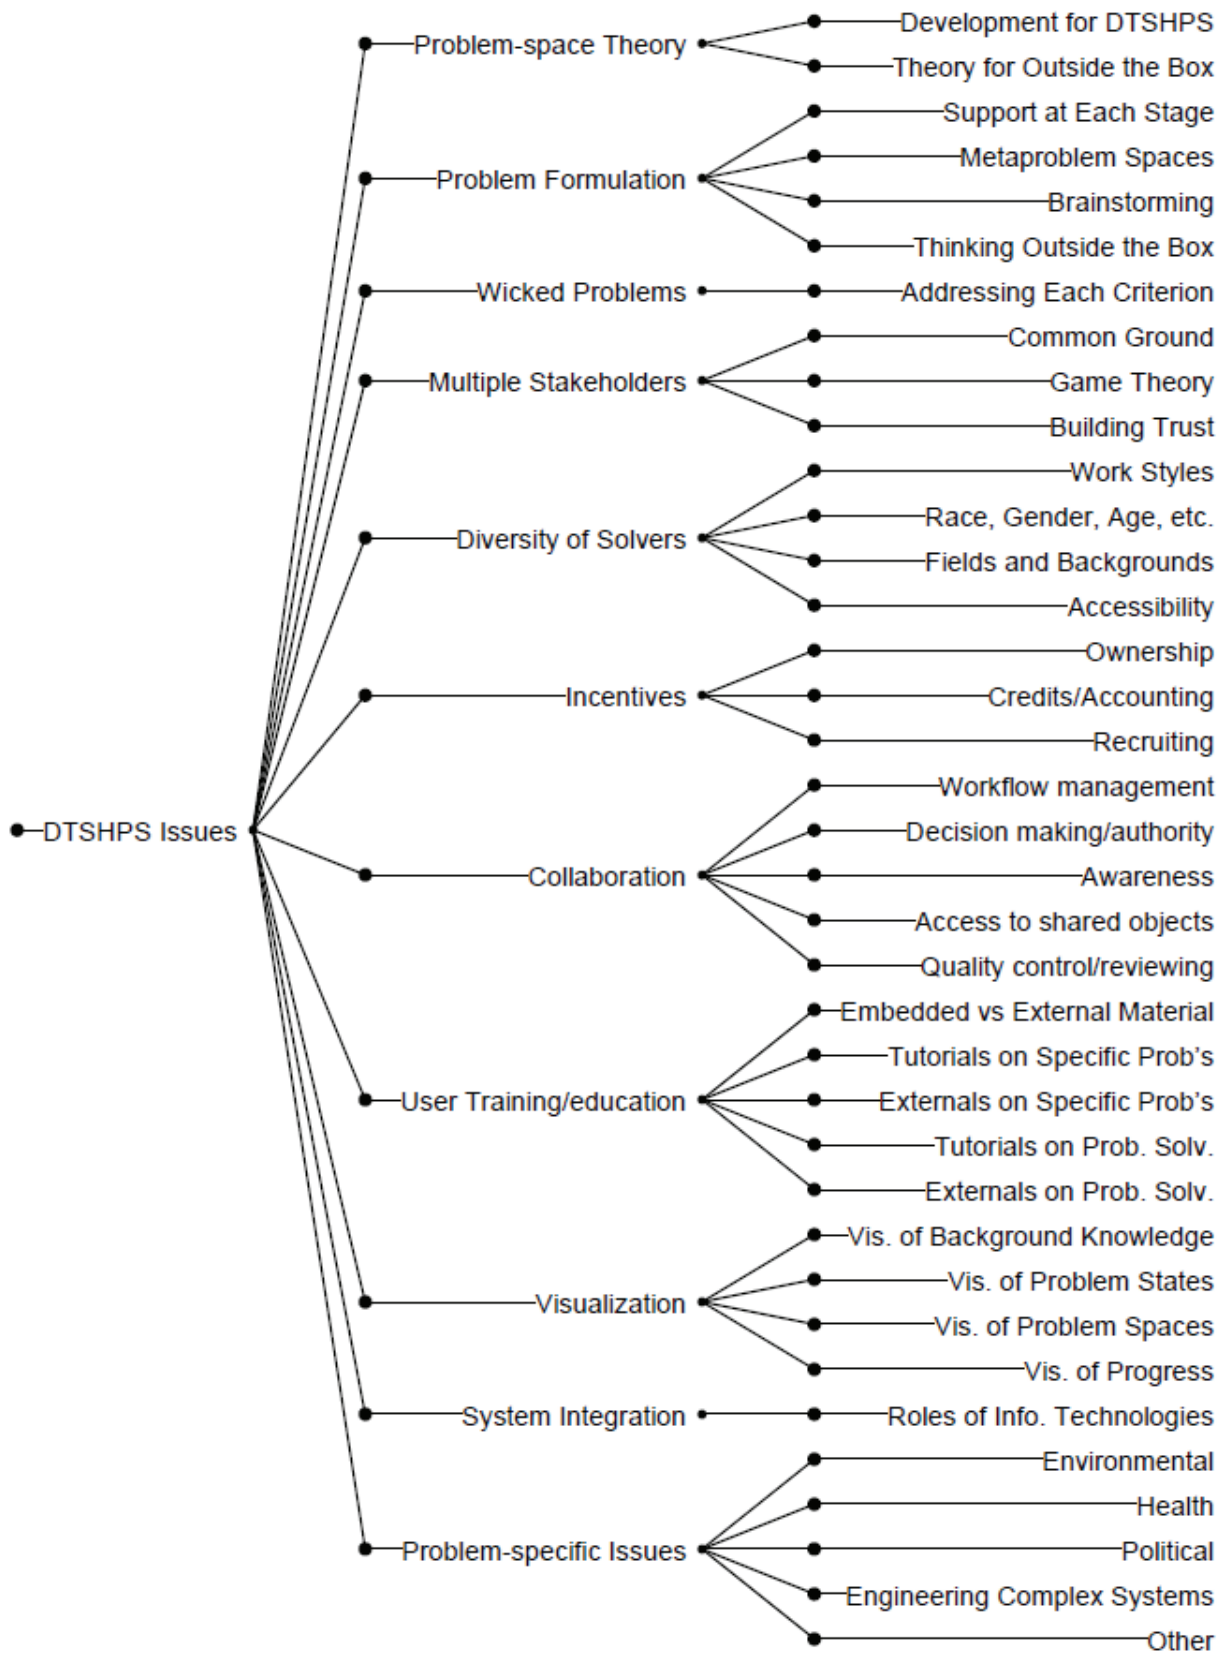 DTSHPS Issues
Problem-space Theory
Development for DTSHPS
Theory for Outside the Box
Problem Formulation
Support at Each Stage
Metaproblem Spaces
Brainstorming
Thinking Outside the Box
Wicked Problems
Addressing Each Criterion
Multiple Stakeholders
Common Ground
Game Theory
Building Trust
Diversity of Solvers
Work Styles
Race, Gender, Age, etc.
Fields and Backgrounds
Accessibility
Incentives
Ownership
Credits/Accounting
Recruiting
Collaboration
Workflow management
Decision making/authority
Awareness
Access to shared objects
Quality control/reviewing
User Training/education
Embedded vs External Material
Tutorials on Specific Prob’s
Externals on Specific Prob’s
Tutorials on Prob. Solv.
Externals on Prob. Solv.
Visualization
Vis. of Background Knowledge
Vis. of Problem States
Vis. of Problem Spaces
Vis. of Progress
System Integration
Roles of Info. Technologies
Problem-specific Issues
Environmental
Health
Political
Engineering Complex Systems
Other